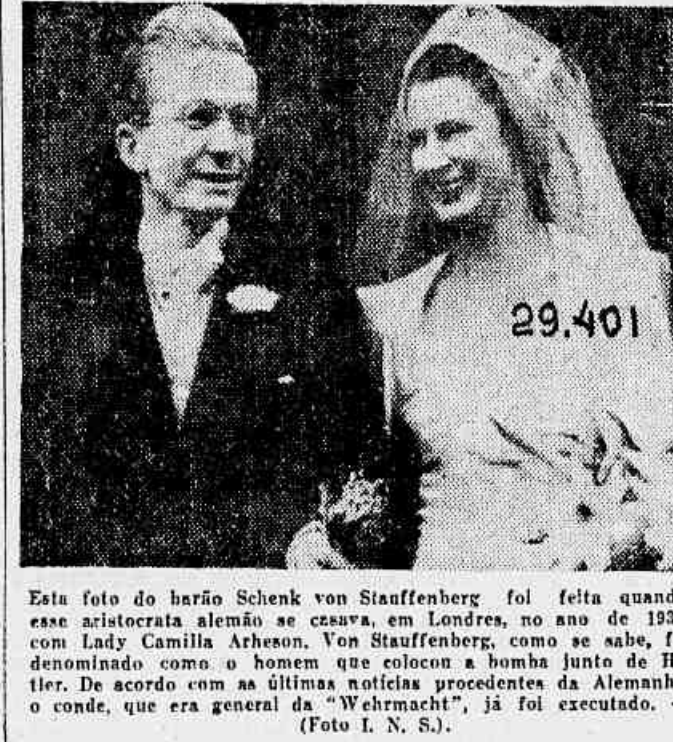 29.401
Esta foto do barão Schenk von Stauffenberg foi feita quand
esse aristocrata alemão se casava, em Londres, no ano de 193
com Lady Camilla Arheson. Von Stauffenberg, como se sabe, f
denominado como o homem que colocou a bomba junto de H
tler. De acordo com as últimas notícias procedentes da Alemanh
o conde, que era general da "Wehrmacht", já foi executado. -
(Foto I. N. S.).